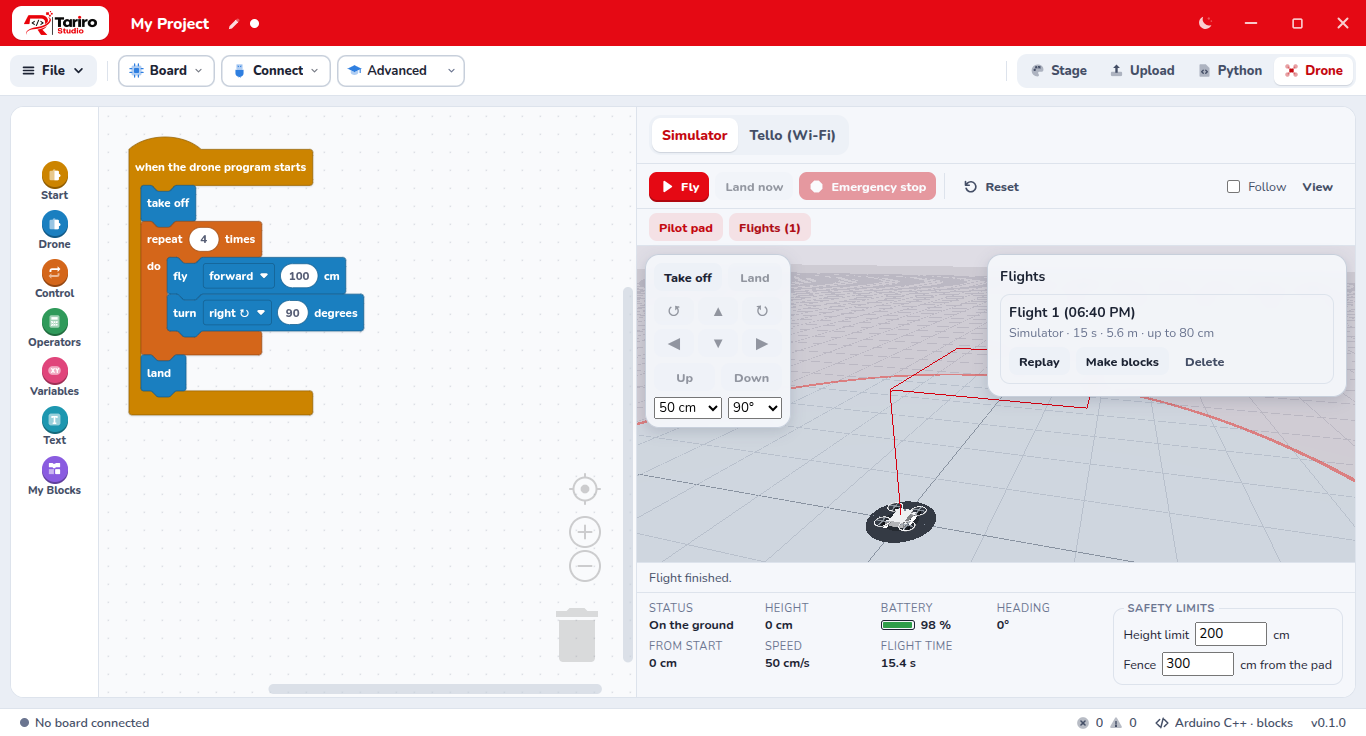 Tariro
Studio
My Project
File
Board
Connect
Advanced
Stage
Upload
Python
Drone
Start
Drone
Control
Operators
Variables
Text
My Blocks
when the drone program starts
take off
repeat 4 times
do
fly forward 100 cm
turn right ↻ 90 degrees
land
Simulator
Tello (Wi-Fi)
Fly
Land now
Emergency stop
Reset
Follow
View
Pilot pad
Flights (1)
Take off
Land
Up
Down
50 cm
90°
Flights
Flight 1 (06:40 PM)
Simulator · 15 s · 5.6 m · up to 80 cm
Replay
Make blocks
Delete
Flight finished.
STATUS
On the ground
HEIGHT
0 cm
BATTERY
98 %
HEADING
0°
FROM START
0 cm
SPEED
50 cm/s
FLIGHT TIME
15.4 s
SAFETY LIMITS
Height limit 200 cm
Fence 300 cm from the pad
No board connected
0
0
Arduino C++ · blocks
v0.1.0